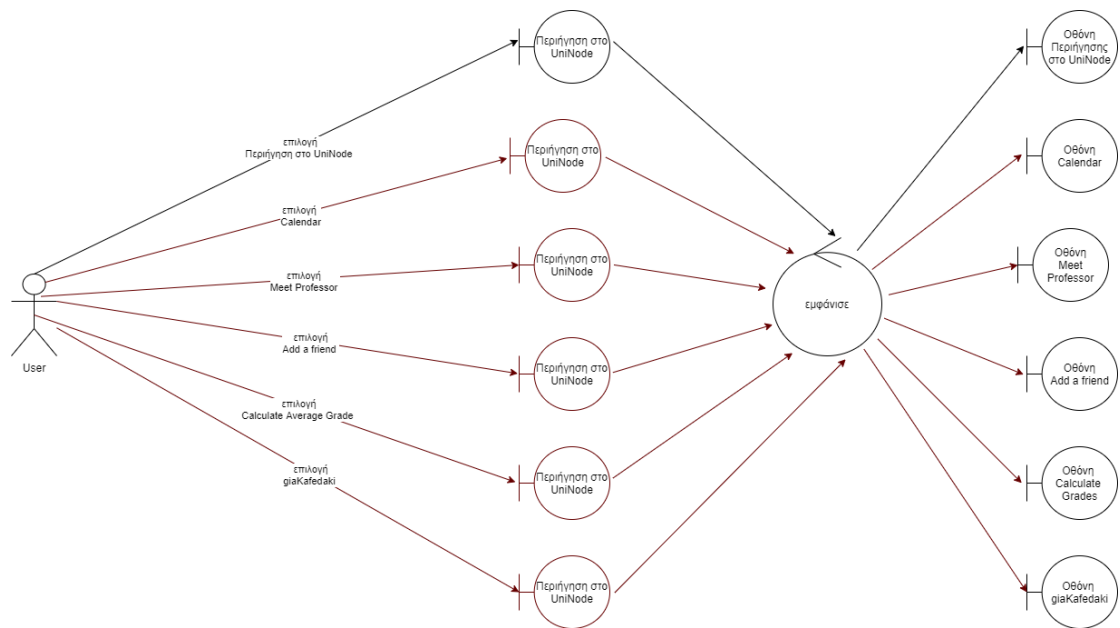 Περιήγηση στο
UniNode
Οθόνη
Περιήγησης
στο UniNode
επιλογή
Περιήγηση στο UniNode
Περιήγηση στο
UniNode
Οθόνη
Calendar
επιλογή
Calendar
Περιήγηση στο
UniNode
Οθόνη
Meet
Professor
επιλογή
Meet Professor
εμφάνισε
User
επιλογή
Add a friend
Περιήγηση στο
UniNode
Οθόνη
Add a friend
επιλογή
Calculate Average Grade
Περιήγηση στο
UniNode
Οθόνη
Calculate
Grades
επιλογή
giaKafedaki
Περιήγηση στο
UniNode
Οθόνη
giaKafedaki